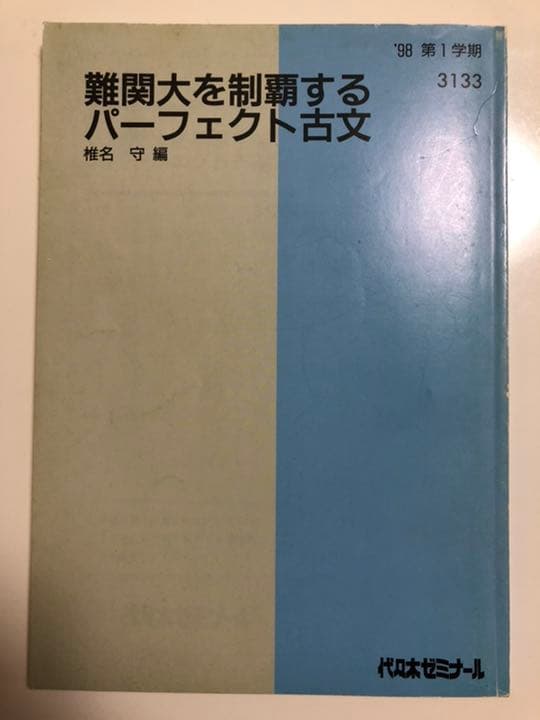 '98 第1学期
3133
難関大を制覇する
パーフェクト古文
椎名 守 編
代々木ゼミナール